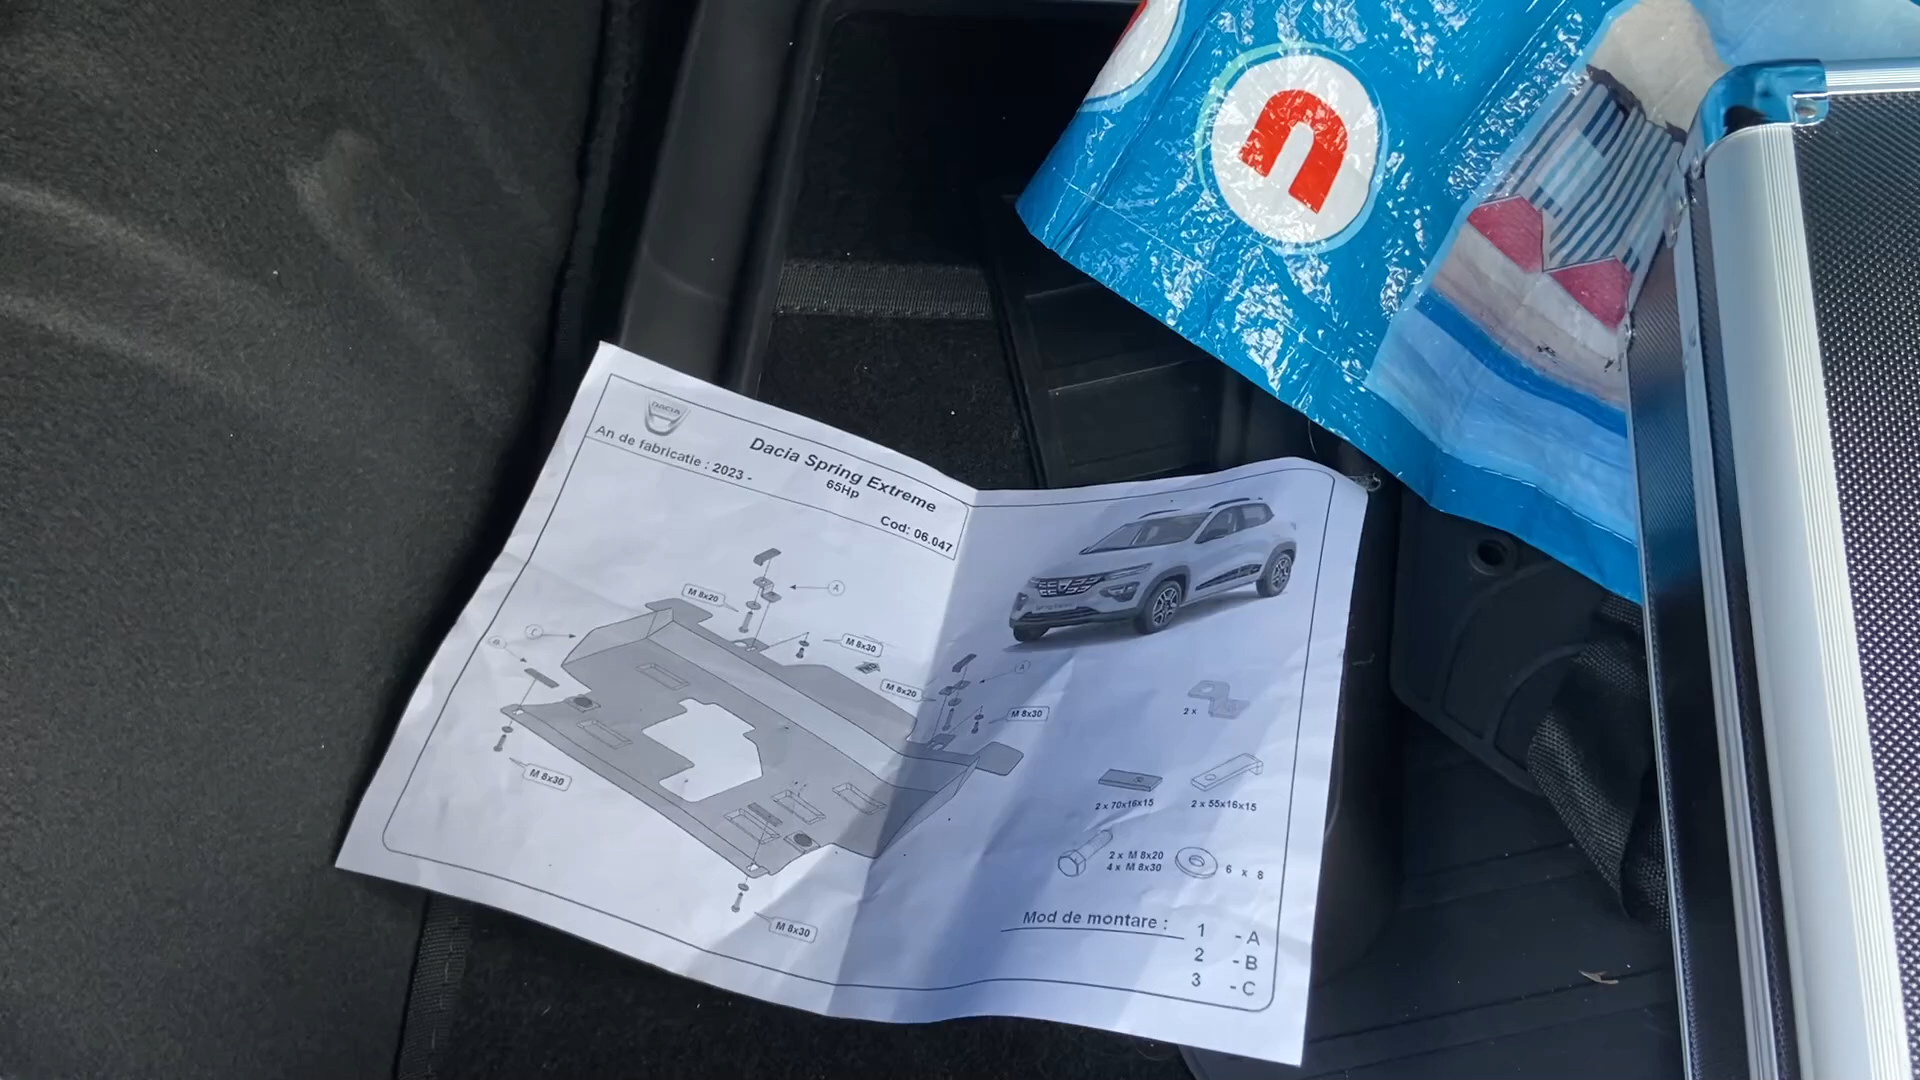 DACIA
Dacia Spring Extreme
65Hp
An de fabricatie : 2023 -
Cod: 06.047
A
M 8x20
M 8x30
C
B
M 8x20
A
M 8x30
M 8x30
M 8x30
2 x
2 x 70x16x15
2 x 55x16x15
2 x M 8x20
4 x M 8x30
6 x 8
Mod de montare :
1 - A
2 - B
3 - C